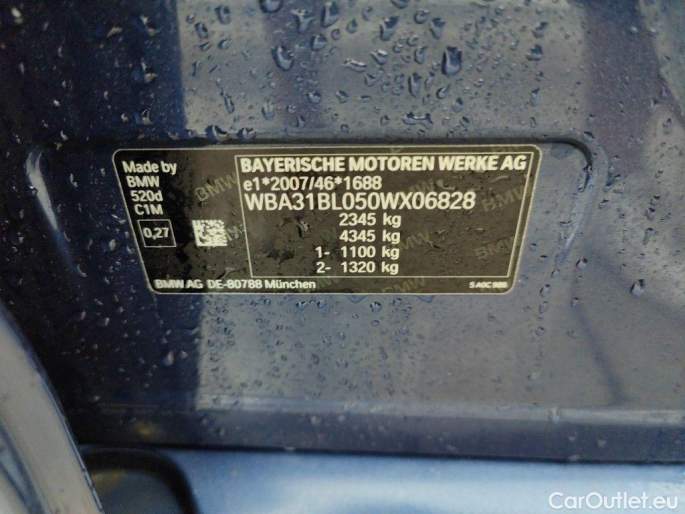 Made by
BMW
520d
C1M
0,27
BAYERISCHE MOTOREN WERKE AG
e1*2007/46*1688
WBA31BL050WX06828
2345 kg
4345 kg
1- 1100 kg
2- 1320 kg
BMW AG DE-80788 München
CarOutlet.eu